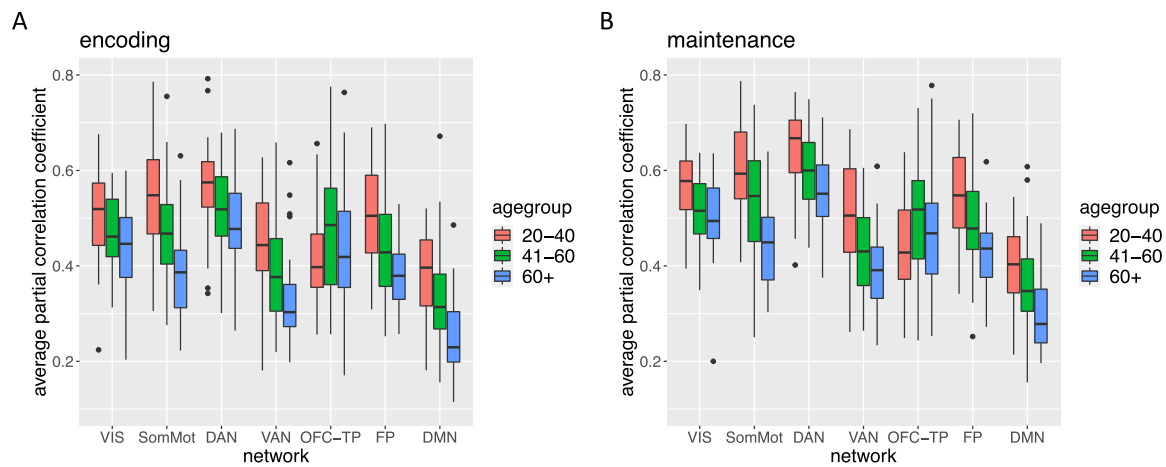 A
encoding
average partial correlation coefficient
0.8
0.6
0.4
0.2
VIS SomMot DAN VAN OFC-TP FP DMN
network
agegroup
20-40
41-60
60+
B
maintenance
average partial correlation coefficient
0.8
0.6
0.4
0.2
VIS SomMot DAN VAN OFC-TP FP DMN
network
agegroup
20-40
41-60
60+